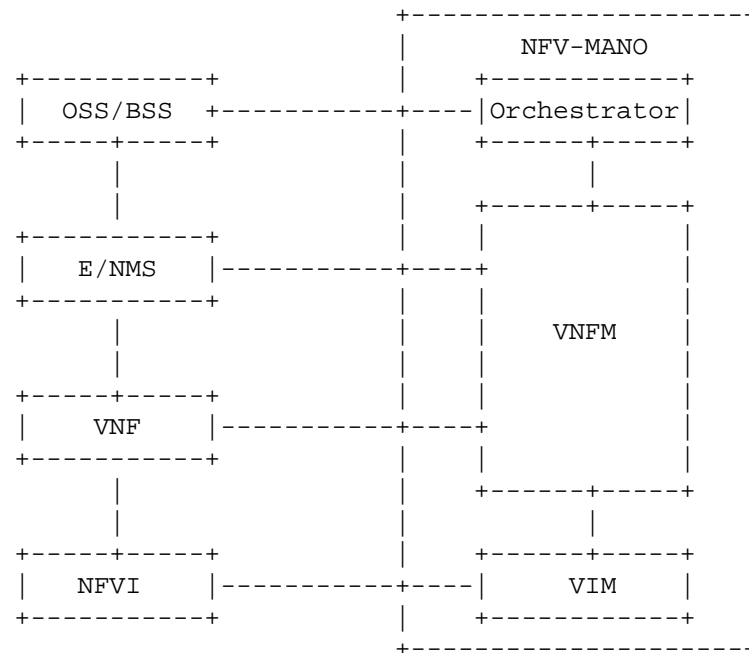 NFV-MANO
OSS/BSS Orchestrator
E/NMS
VNFM
VNF
NFVI VIM